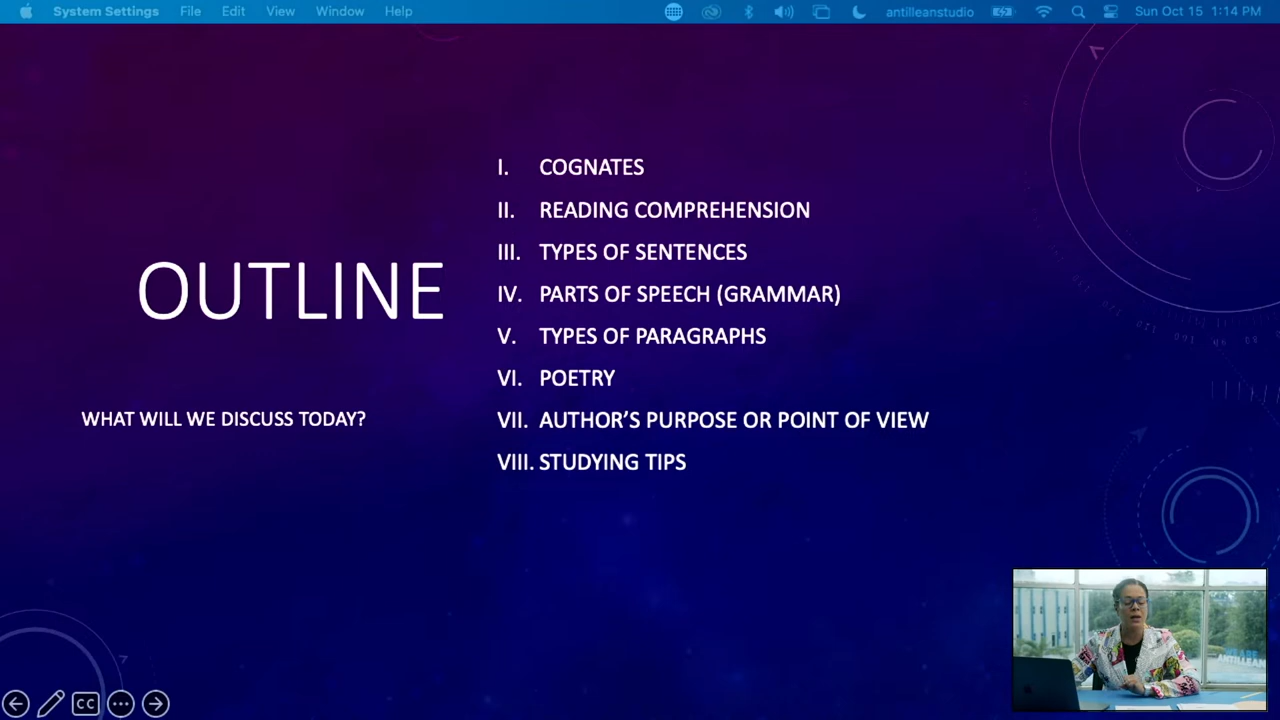 System Settings File Edit View Window Help antilleanstudio Sun Oct 15 1:14 PM
OUTLINE
WHAT WILL WE DISCUSS TODAY?
I. COGNATES
II. READING COMPREHENSION
III. TYPES OF SENTENCES
IV. PARTS OF SPEECH (GRAMMAR)
V. TYPES OF PARAGRAPHS
VI. POETRY
VII. AUTHOR’S PURPOSE OR POINT OF VIEW
VIII. STUDYING TIPS
CC